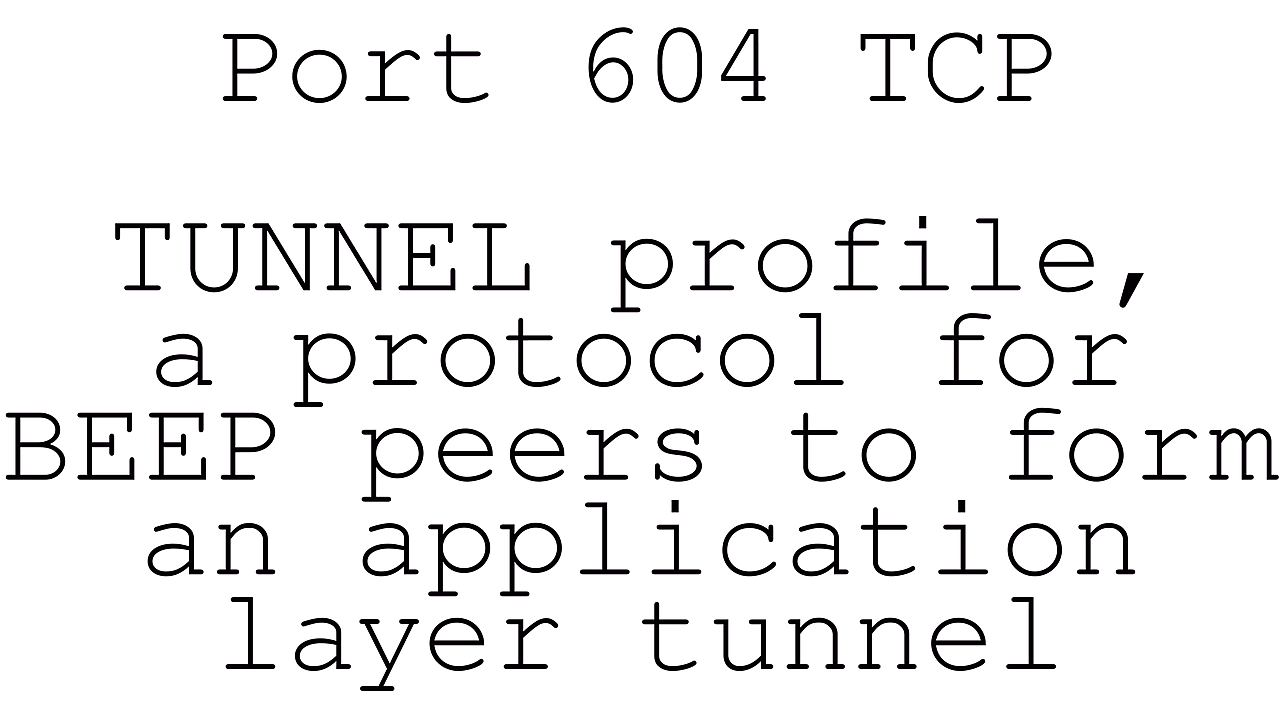 Port 604 TCP
TUNNEL profile,
a protocol for
BEEP peers to form
an application
layer tunnel